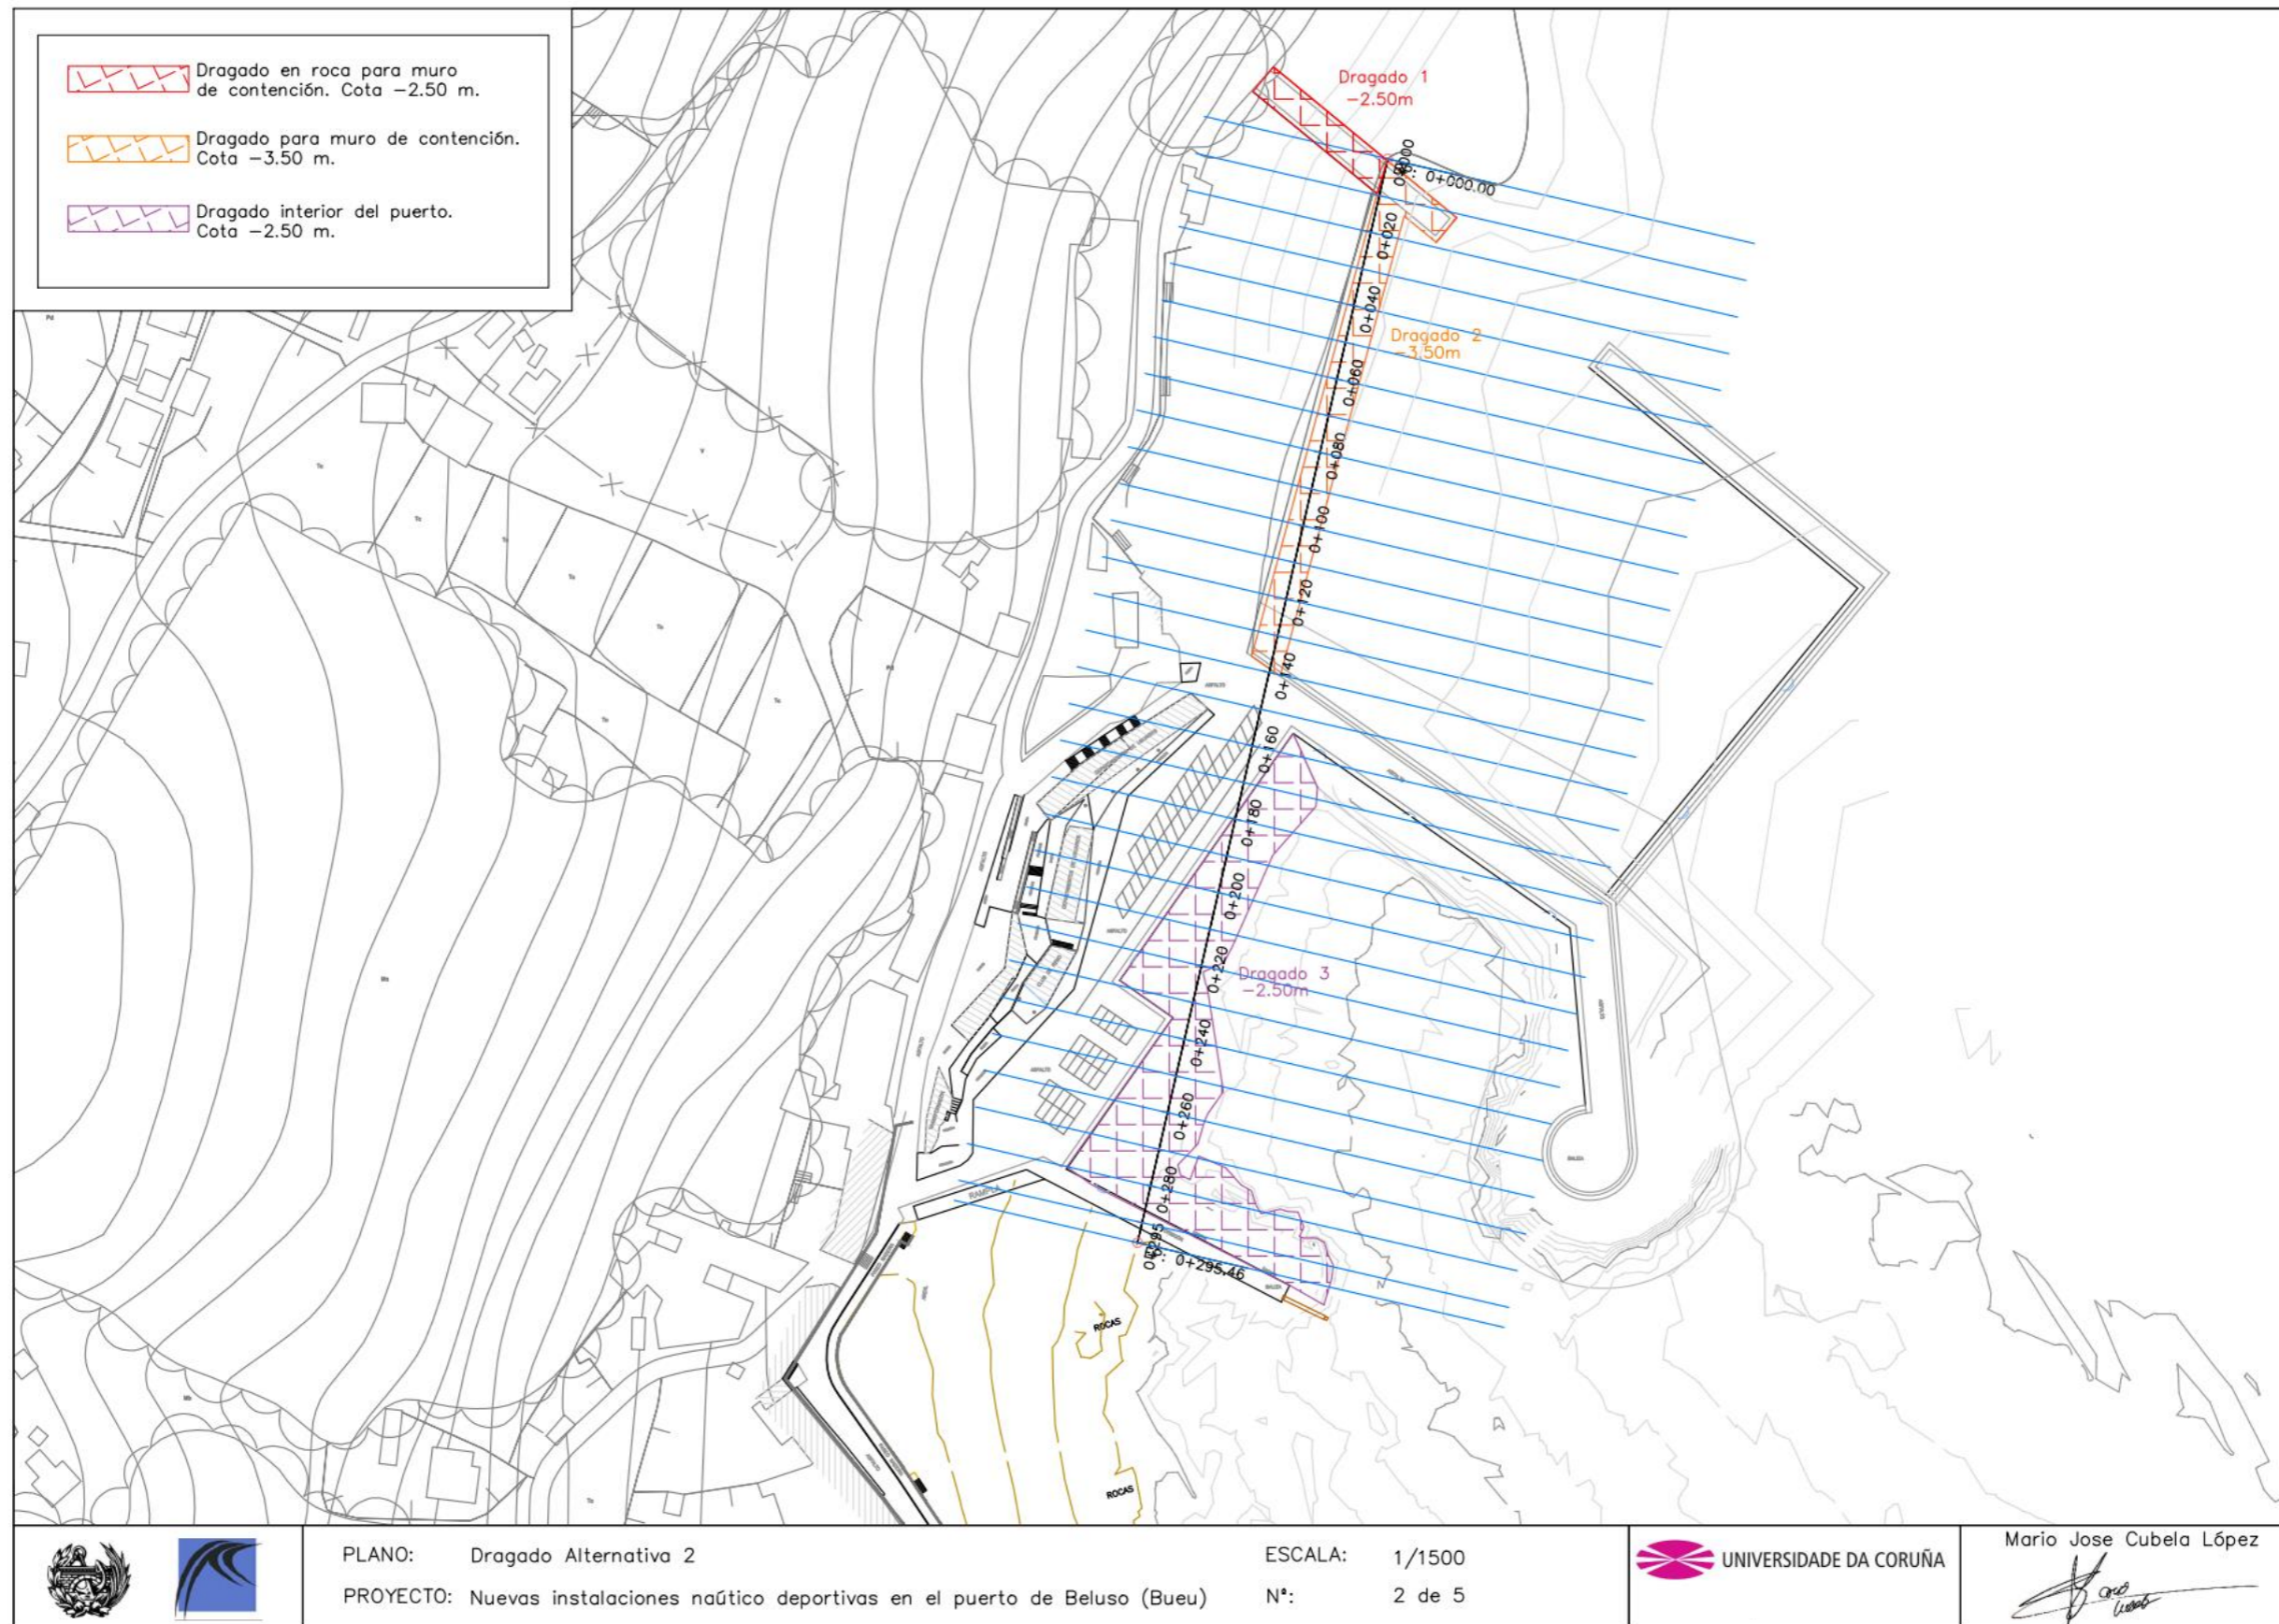 Dragado en roca para muro
de contención. Cota −2.50 m.
Dragado para muro de contención.
Cota −3.50 m.
Dragado interior del puerto.
Cota −2.50 m.
Dragado 1
−2.50m
0+000.00
0+020
0+040
Dragado 2
−3.50m
0+060
0+080
0+100
0+120
0+140
0+160
0+180
0+200
0+220
Dragado 3
−2.50m
0+240
0+260
0+280
0+295.46
RAMPLA
ROCAS
ROCAS
PLANO: Dragado Alternativa 2
PROYECTO: Nuevas instalaciones naútico deportivas en el puerto de Beluso (Bueu)
ESCALA: 1/1500
Nº: 2 de 5
UNIVERSIDADE DA CORUÑA
Mario Jose Cubela López